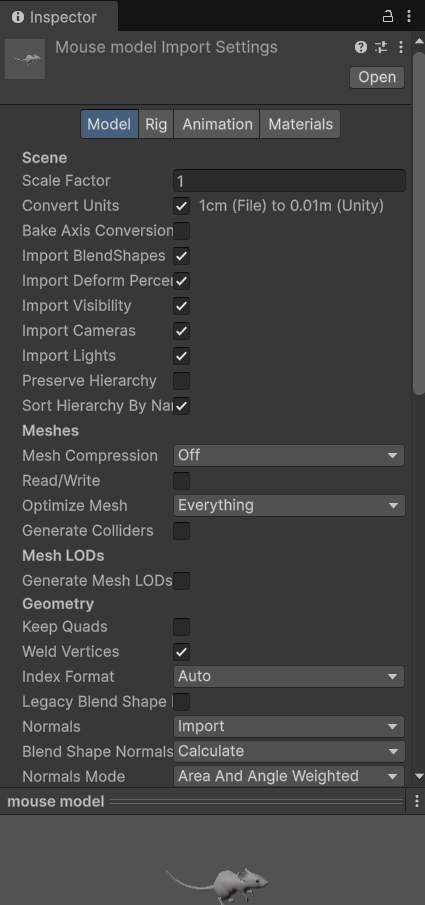 Inspector
Mouse model Import Settings
Open
Model Rig Animation Materials
Scene
Scale Factor 1
Convert Units 1cm (File) to 0.01m (Unity)
Bake Axis Conversion
Import BlendShapes
Import Deform Percen
Import Visibility
Import Cameras
Import Lights
Preserve Hierarchy
Sort Hierarchy By Nar
Meshes
Mesh Compression Off
Read/Write
Optimize Mesh Everything
Generate Colliders
Mesh LODs
Generate Mesh LODs
Geometry
Keep Quads
Weld Vertices
Index Format Auto
Legacy Blend Shape
Normals Import
Blend Shape Normals Calculate
Normals Mode Area And Angle Weighted
mouse model